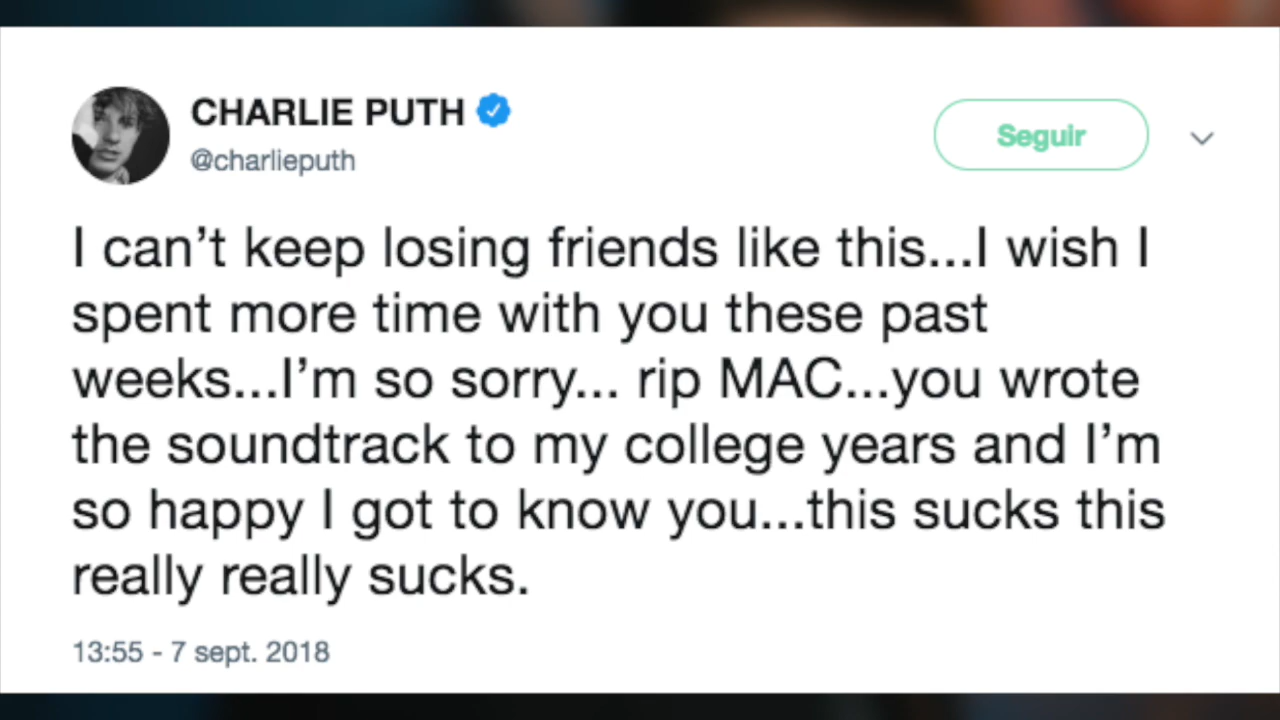 CHARLIE PUTH
@charlieputh
Seguir
I can’t keep losing friends like this...I wish I
spent more time with you these past
weeks...I’m so sorry... rip MAC...you wrote
the soundtrack to my college years and I’m
so happy I got to know you...this sucks this
really really sucks.
13:55 - 7 sept. 2018